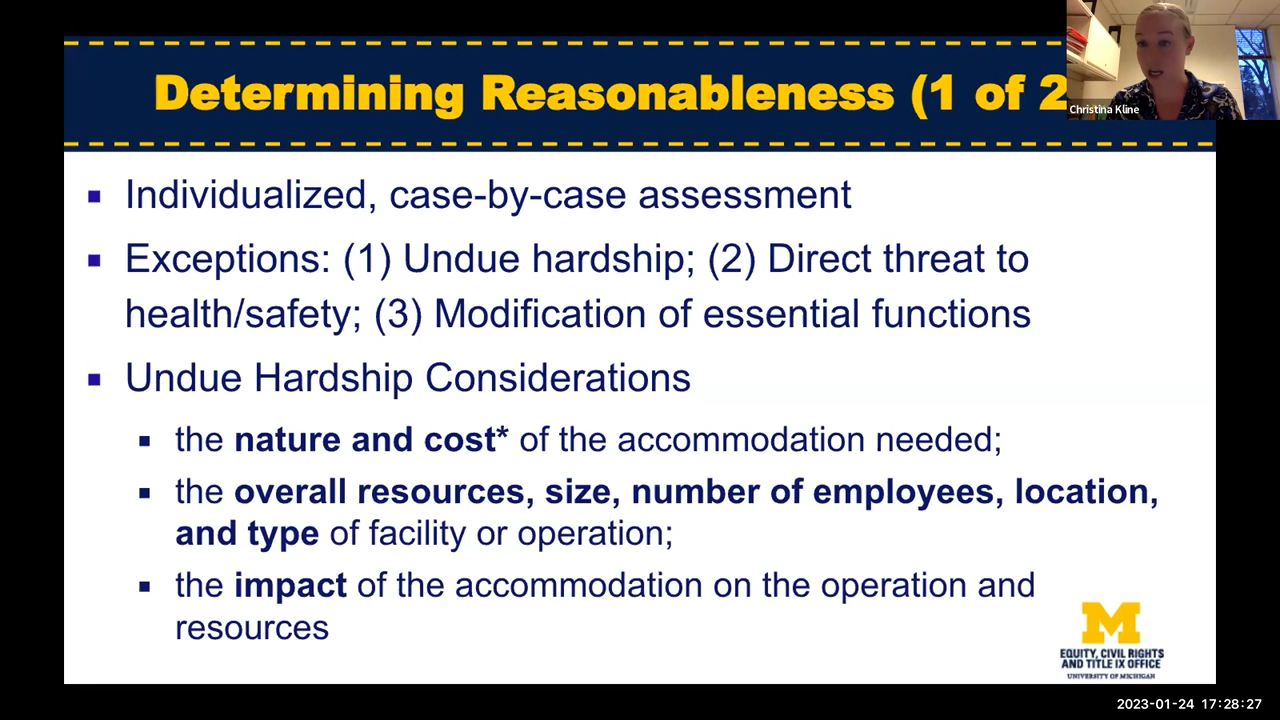 Determining Reasonableness (1 of 2
Christina Kline
▪ Individualized, case-by-case assessment
▪ Exceptions: (1) Undue hardship; (2) Direct threat to
health/safety; (3) Modification of essential functions
▪ Undue Hardship Considerations
▪ the nature and cost* of the accommodation needed;
▪ the overall resources, size, number of employees, location,
and type of facility or operation;
▪ the impact of the accommodation on the operation and
resources
M
EQUITY, CIVIL RIGHTS
AND TITLE IX OFFICE
UNIVERSITY OF MICHIGAN
2023-01-24 17:28:27